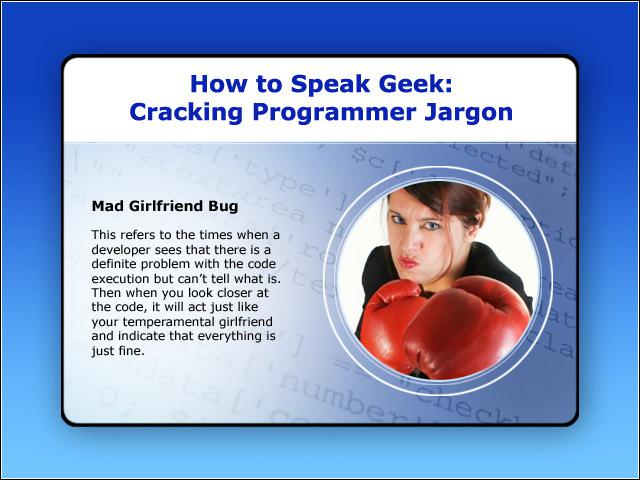 How to Speak Geek:
Cracking Programmer Jargon
Mad Girlfriend Bug
This refers to the times when a
developer sees that there is a
definite problem with the code
execution but can't tell what is.
Then when you look closer at
the code, it will act just like
your temperamental girlfriend
and indicate that everything is
just fine.